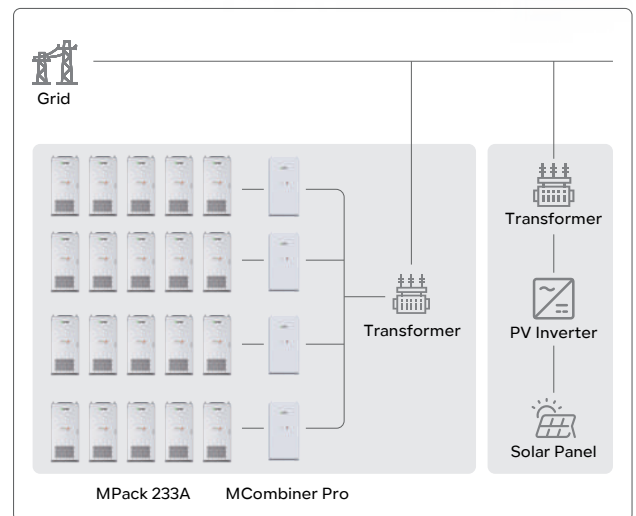 Grid
Transformer
Transformer
PV Inverter
Solar Panel
MPack 233A
MCombiner Pro